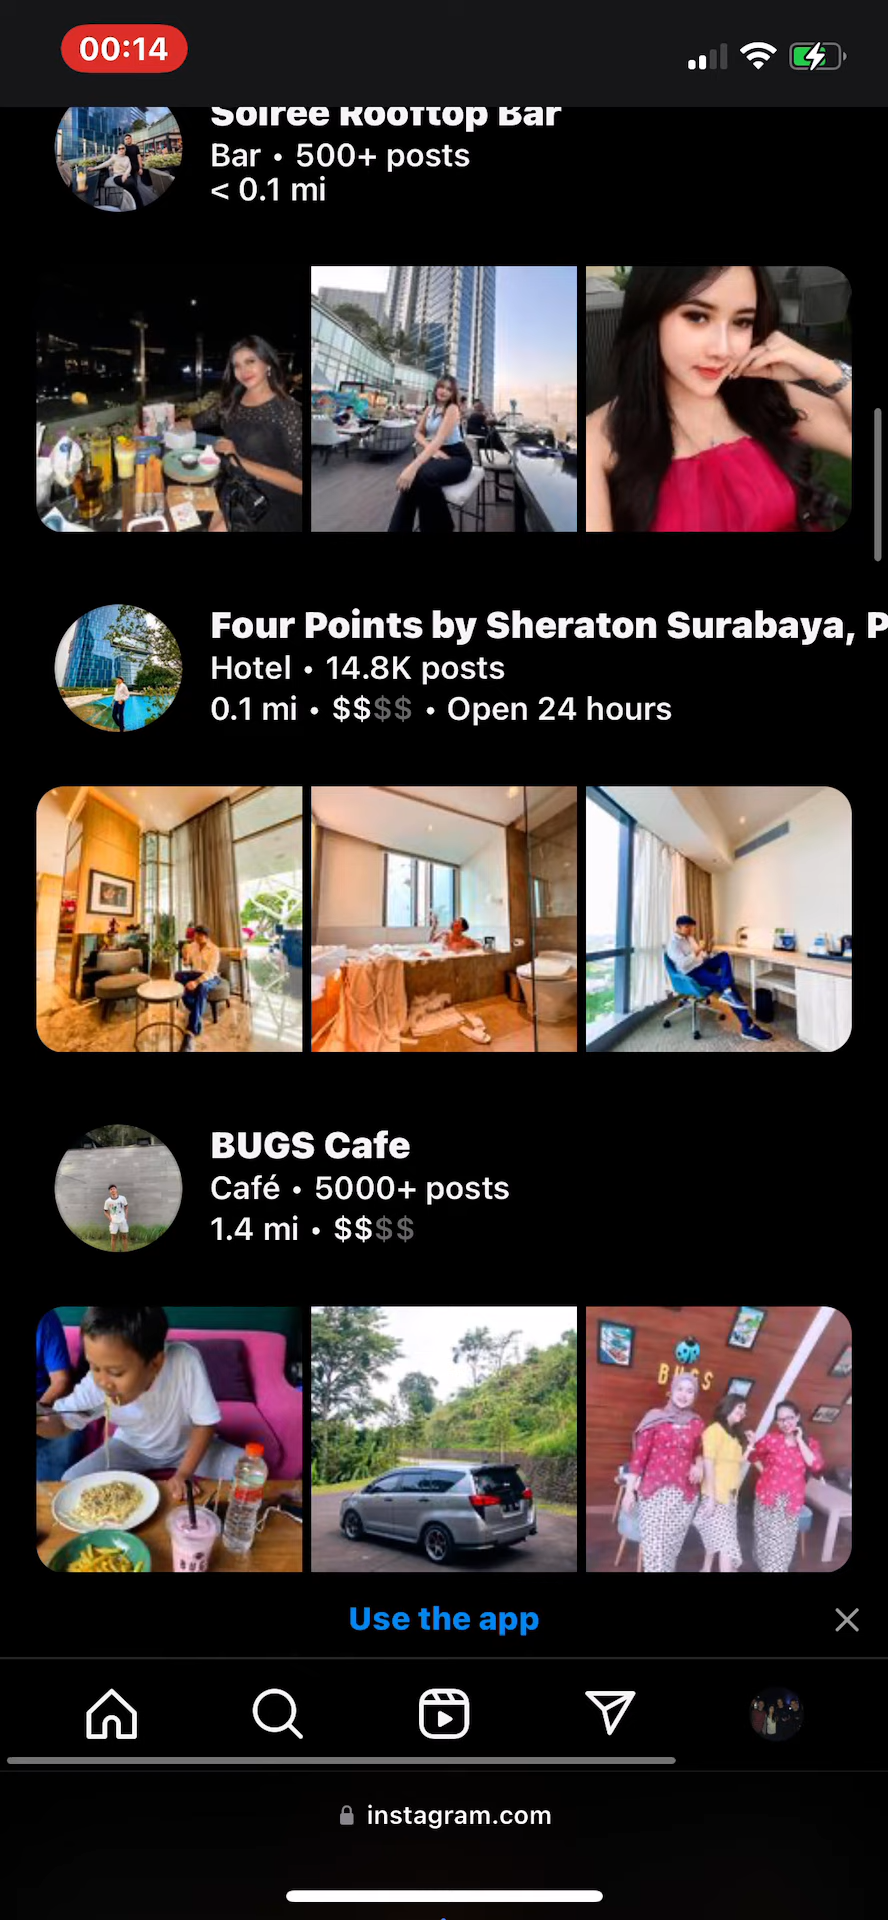 00:14
Soiree Rooftop Bar
Bar • 500+ posts
< 0.1 mi
Four Points by Sheraton Surabaya, P
Hotel • 14.8K posts
0.1 mi • $$$$ • Open 24 hours
BUGS Cafe
Café • 5000+ posts
1.4 mi • $$$$
BUGS
Use the app
instagram.com